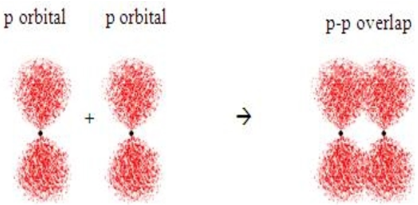 p orbital
p orbital
p-p overlap
+
→